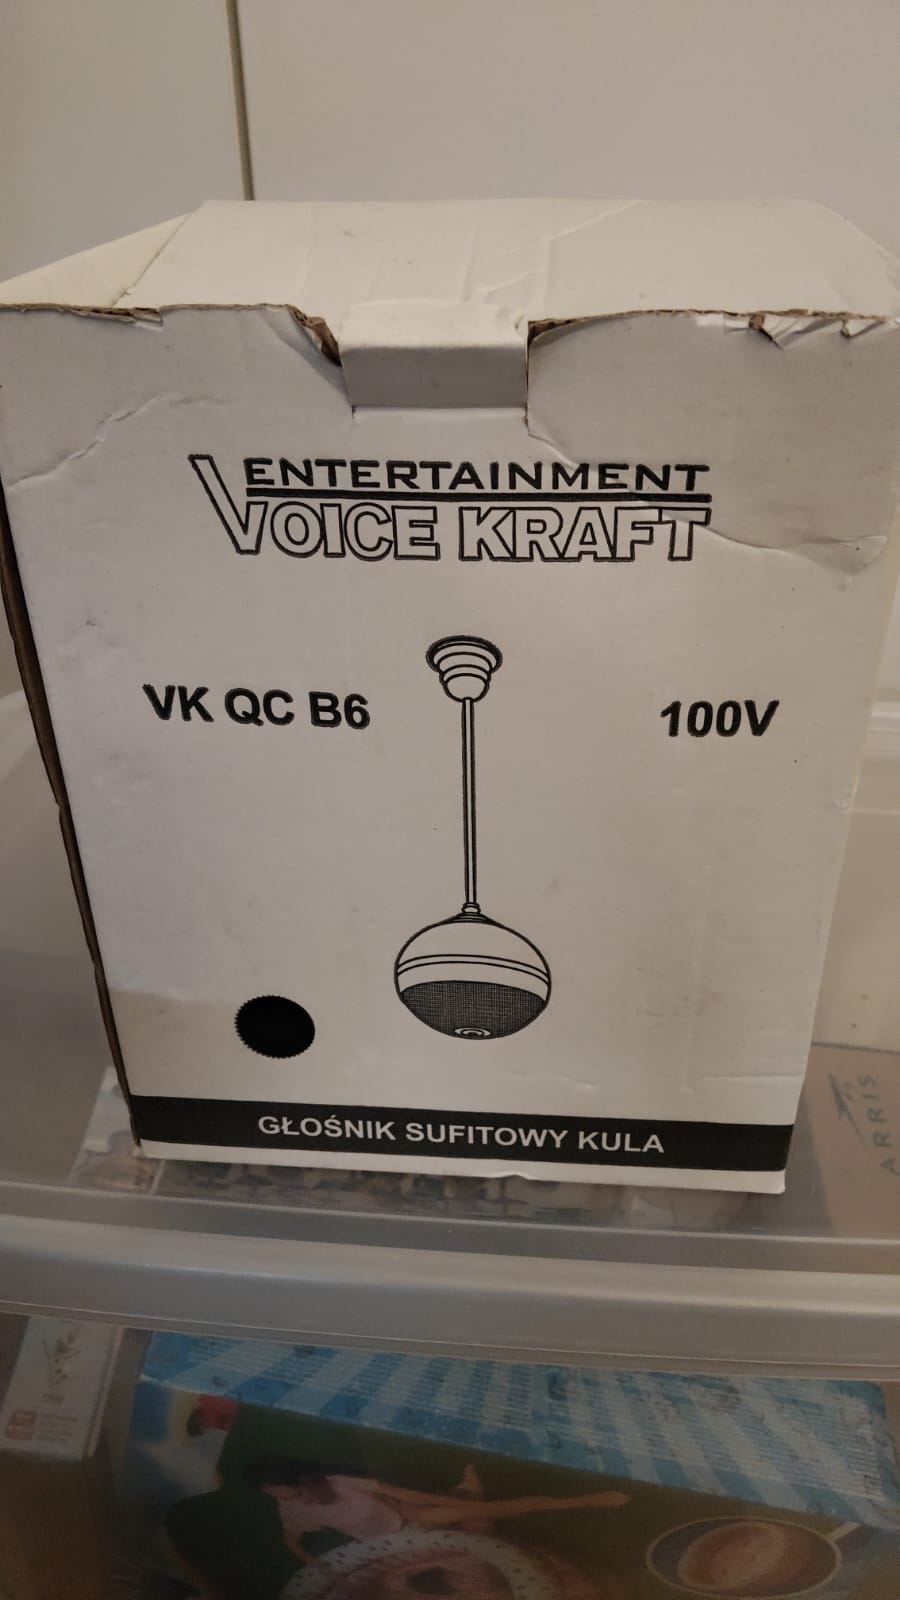 ENTERTAINMENT
VOICE KRAFT
VK QC B6
100V
GŁOŚNIK SUFITOWY KULA
ARRIS